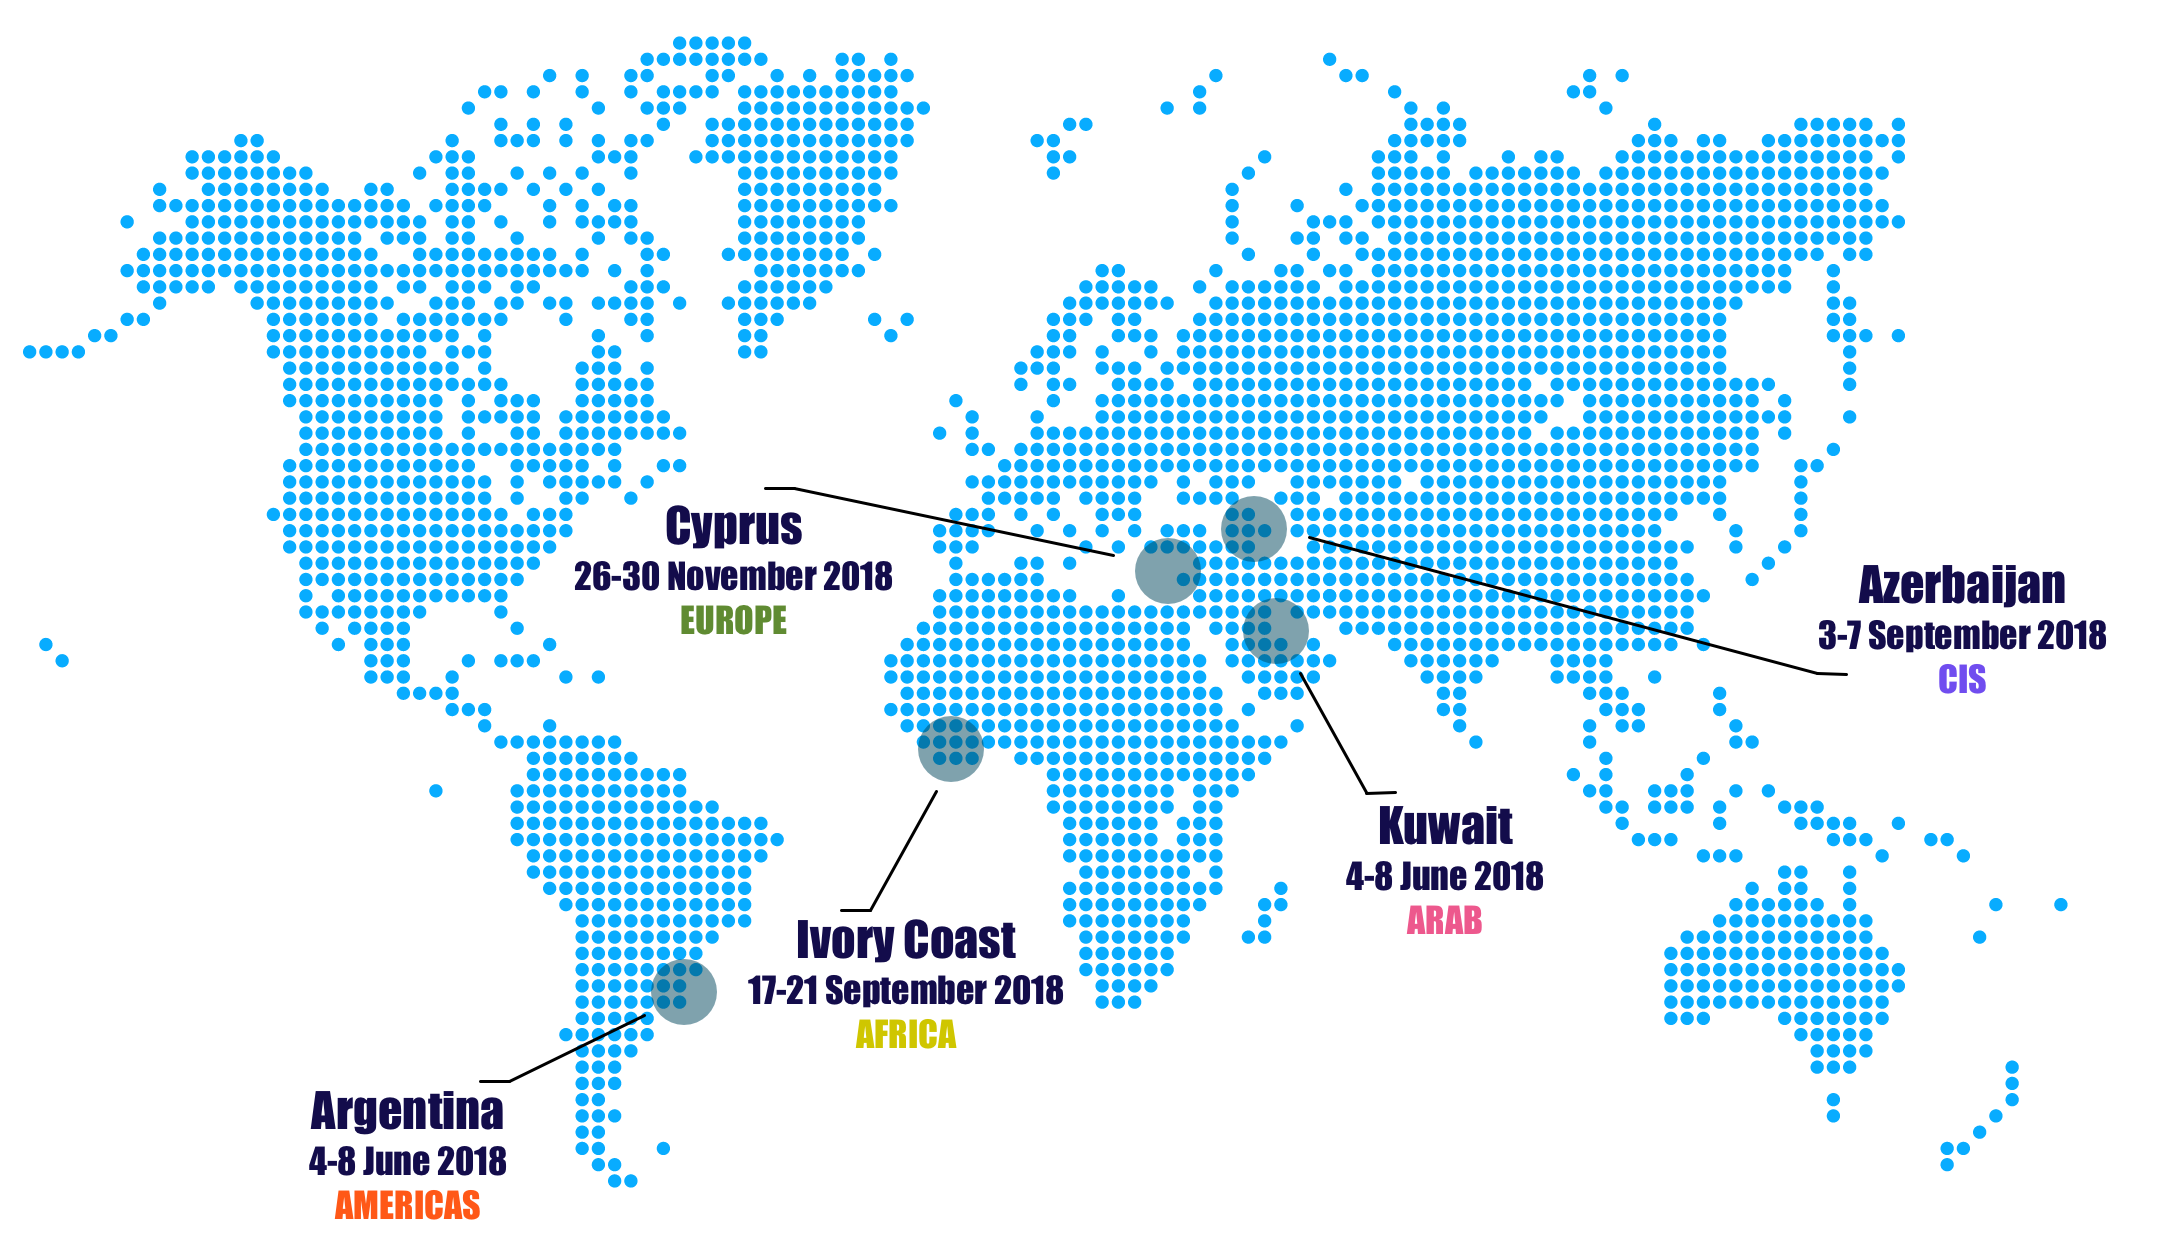 Cyprus
26-30 November 2018
EUROPE
Azerbaijan
3-7 September 2018
CIS
Kuwait
4-8 June 2018
ARAB
Ivory Coast
17-21 September 2018
AFRICA
Argentina
4-8 June 2018
AMERICAS